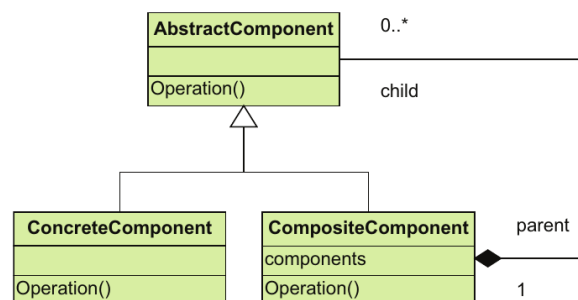 AbstractComponent
0..*
Operation()
child
ConcreteComponent
CompositeComponent
parent
components
Operation()
Operation()
1